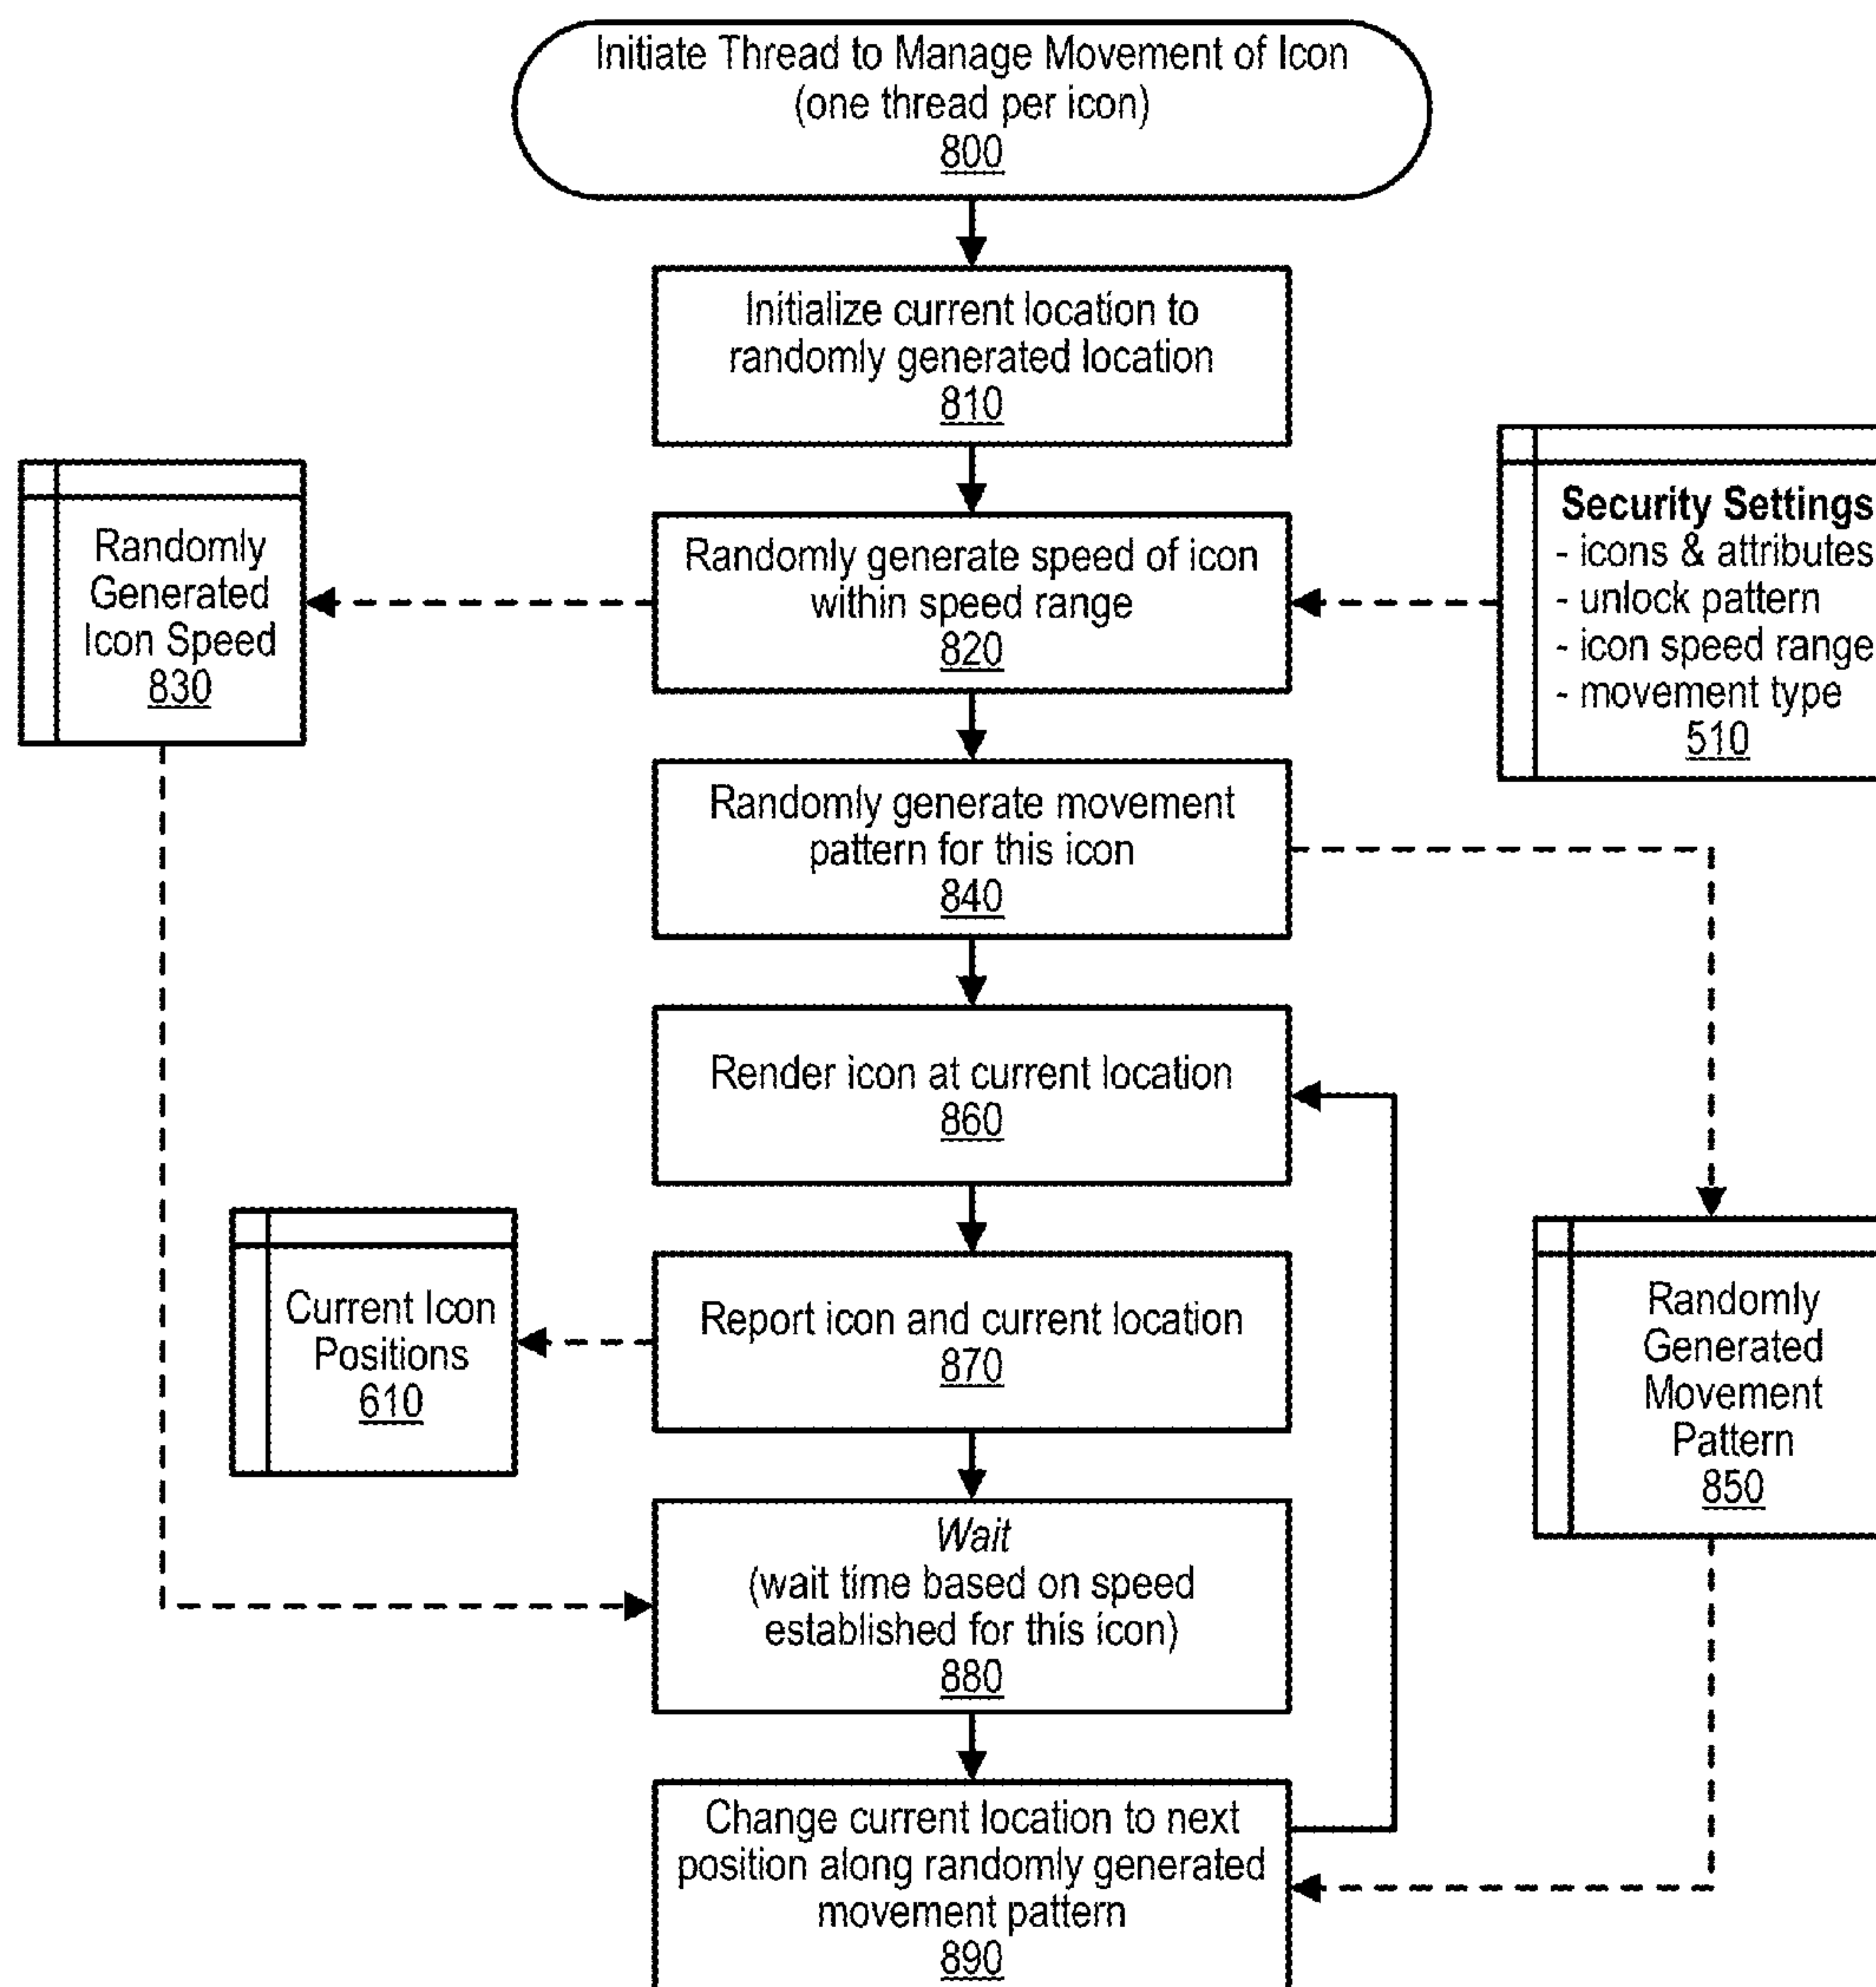 Initiate Thread to Manage Movement of Icon
(one thread per icon)
800
Initialize current location to
randomly generated location
810
Randomly
Generated
Icon Speed
830
Randomly generate speed of icon
within speed range
820
Security Settings
- icons & attributes
- unlock pattern
- icon speed range
- movement type
510
Randomly generate movement
pattern for this icon
840
Render icon at current location
860
Current Icon
Positions
610
Report icon and current location
870
Randomly
Generated
Movement
Pattern
850
Wait
(wait time based on speed
established for this icon)
880
Change current location to next
position along randomly generated
movement pattern
890